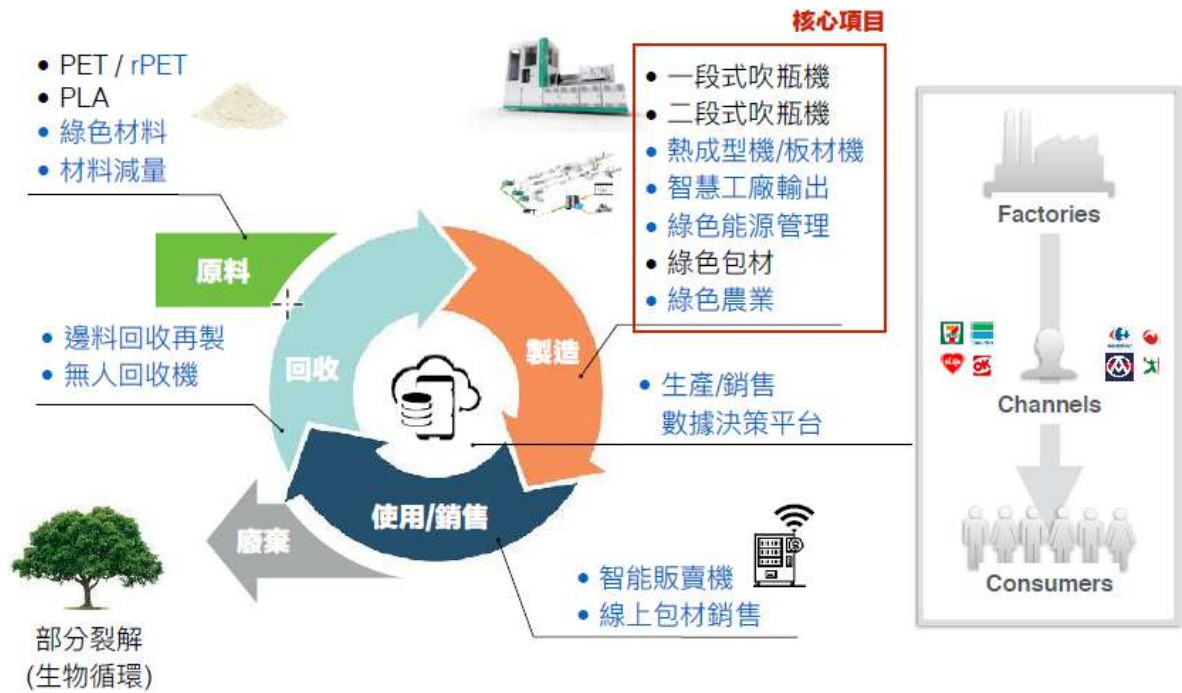 核心項目
• PET / rPET
• PLA
• 綠色材料
• 材料減量
• 一段式吹瓶機
• 二段式吹瓶機
• 熱成型機/板材機
• 智慧工廠輸出
• 綠色能源管理
• 綠色包材
• 綠色農業
原料
• 邊料回收再製
• 無人回收機
回收
製造
• 生產/銷售
數據決策平台
使用/銷售
廢棄
• 智能販賣機
• 線上包材銷售
部分裂解
(生物循環)
Factories
Channels
Consumers
7
OK